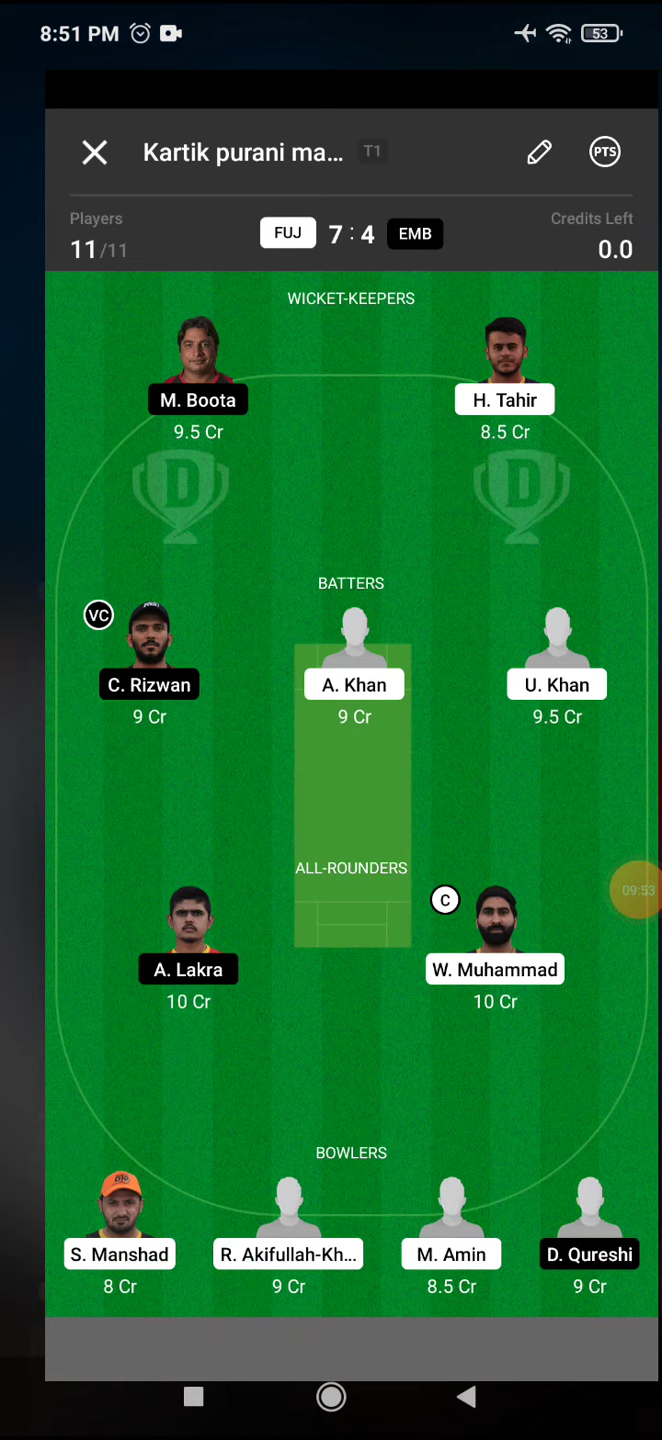 8:51 PM
53
Kartik purani ma... T1
PTS
Players
Credits Left
11/11
FUJ 7 : 4 EMB
0.0
WICKET-KEEPERS
M. Boota
H. Tahir
9.5 Cr
8.5 Cr
D
D
BATTERS
VC
C. Rizwan
A. Khan
U. Khan
9 Cr
9 Cr
9.5 Cr
ALL-ROUNDERS
09:53
C
A. Lakra
W. Muhammad
10 Cr
10 Cr
BOWLERS
S. Manshad
R. Akifullah-Kh...
M. Amin
D. Qureshi
8 Cr
9 Cr
8.5 Cr
9 Cr